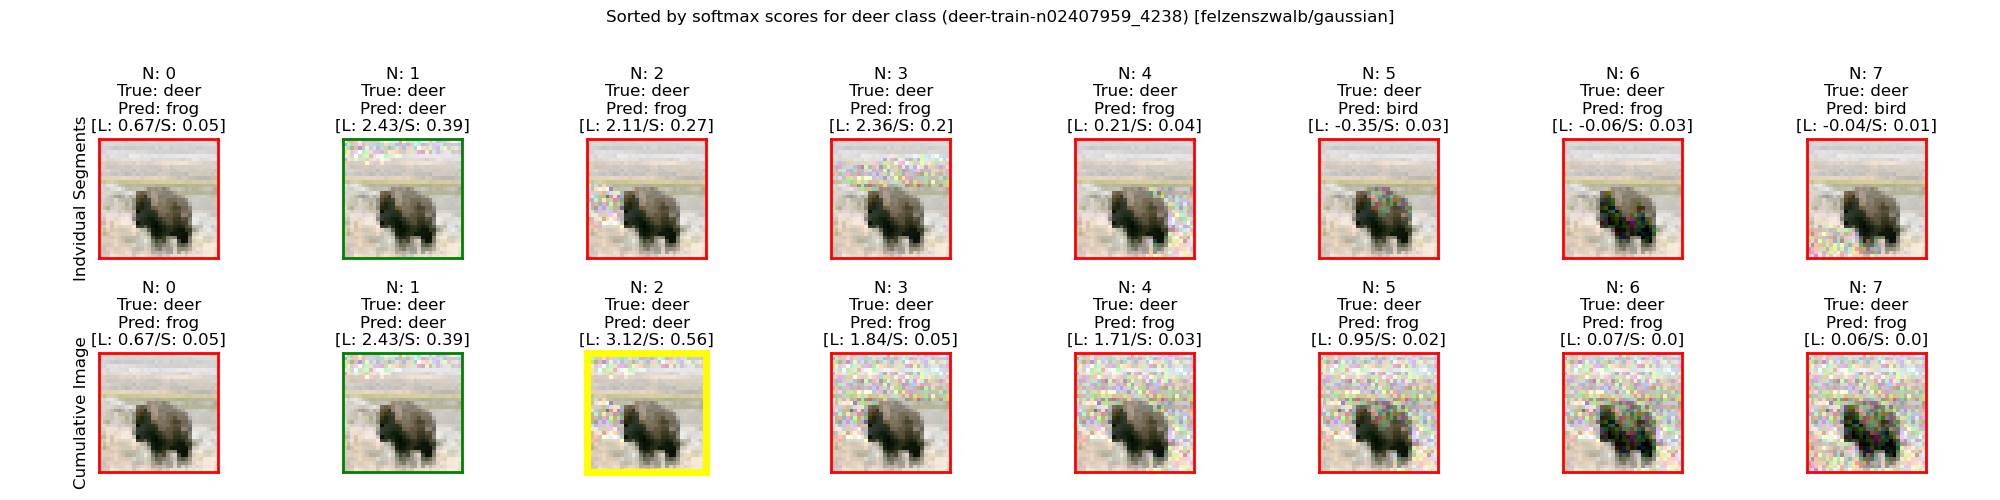 Sorted by softmax scores for deer class (deer-train-n02407959_4238) [felzenszwalb/gaussian]
Indvidual Segments
N: 0
True: deer
Pred: frog
[L: 0.67/S: 0.05]
N: 1
True: deer
Pred: deer
[L: 2.43/S: 0.39]
N: 2
True: deer
Pred: frog
[L: 2.11/S: 0.27]
N: 3
True: deer
Pred: frog
[L: 2.36/S: 0.2]
N: 4
True: deer
Pred: frog
[L: 0.21/S: 0.04]
N: 5
True: deer
Pred: bird
[L: -0.35/S: 0.03]
N: 6
True: deer
Pred: frog
[L: -0.06/S: 0.03]
N: 7
True: deer
Pred: bird
[L: -0.04/S: 0.01]
Cumulative Image
N: 0
True: deer
Pred: frog
[L: 0.67/S: 0.05]
N: 1
True: deer
Pred: deer
[L: 2.43/S: 0.39]
N: 2
True: deer
Pred: deer
[L: 3.12/S: 0.56]
N: 3
True: deer
Pred: frog
[L: 1.84/S: 0.05]
N: 4
True: deer
Pred: frog
[L: 1.71/S: 0.03]
N: 5
True: deer
Pred: frog
[L: 0.95/S: 0.02]
N: 6
True: deer
Pred: frog
[L: 0.07/S: 0.0]
N: 7
True: deer
Pred: frog
[L: 0.06/S: 0.0]